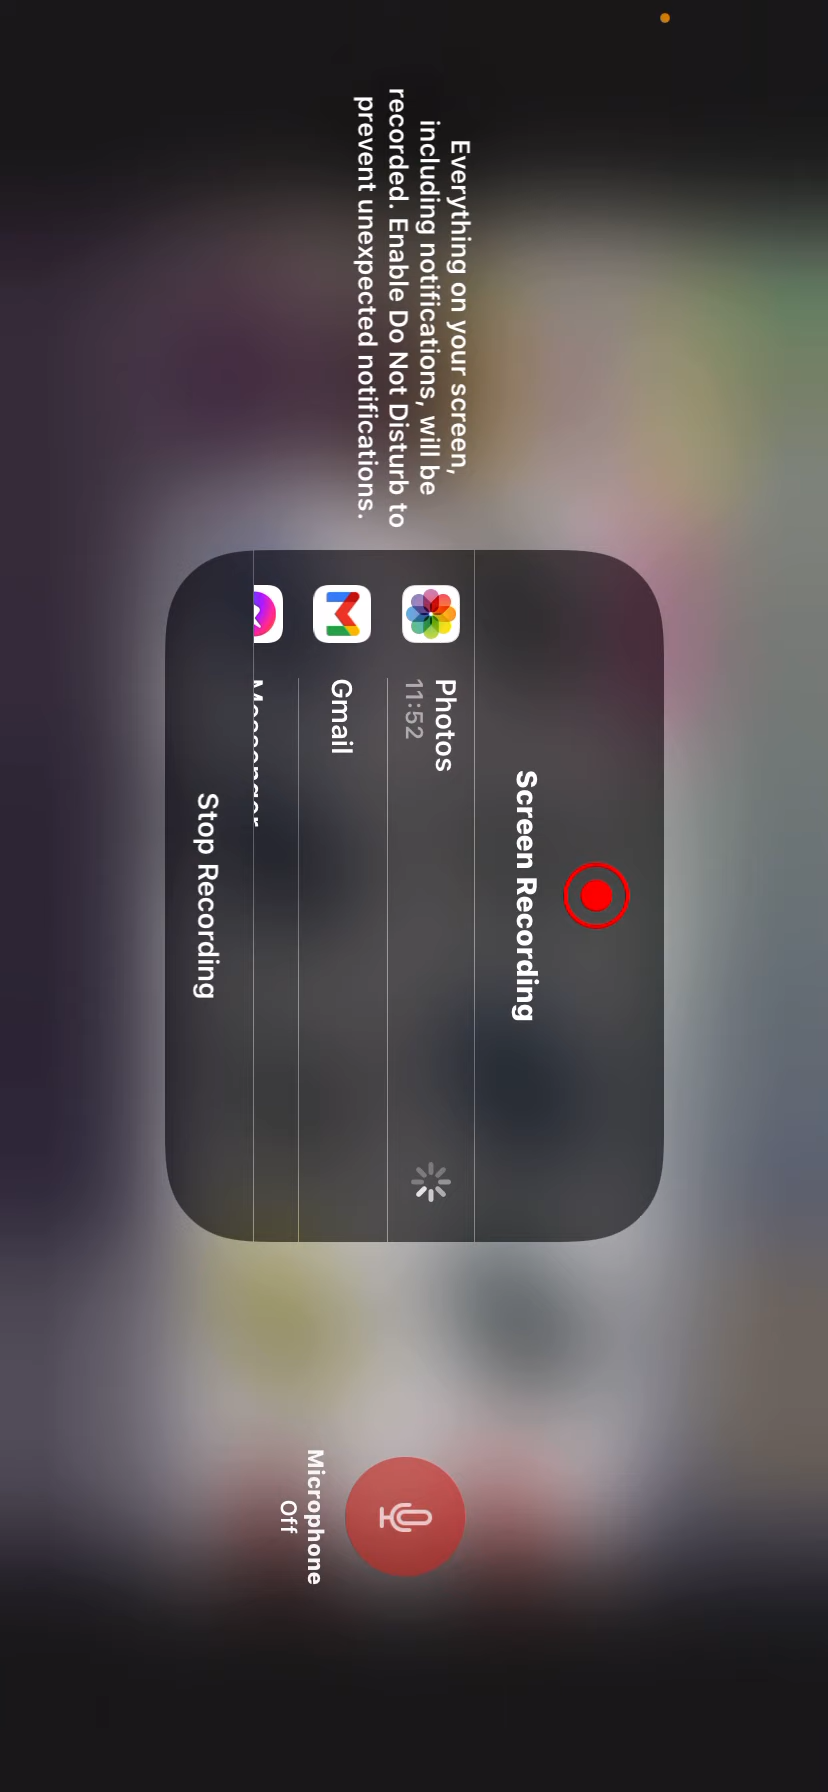 Everything on your screen,
including notifications, will be
recorded. Enable Do Not Disturb to
prevent unexpected notifications.
Screen Recording
Photos
11:52
Gmail
Messenger
Stop Recording
Microphone
Off